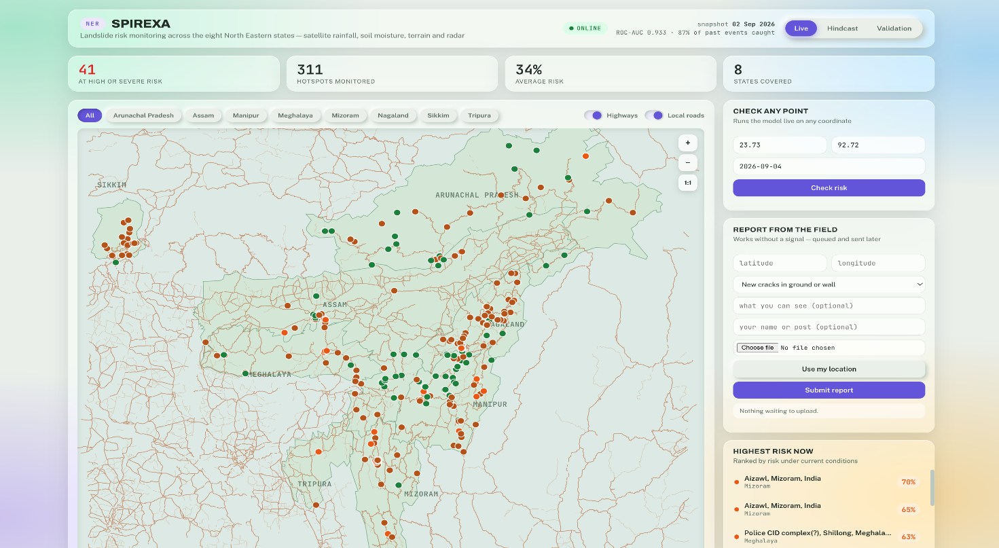 NER SPIREXA
Landslide risk monitoring across the eight North Eastern states — satellite rainfall, soil moisture, terrain and radar
ONLINE
snapshot 02 Sep 2026
ROC-AUC 0.933 · 87% of past events caught
Live Hindcast Validation
41
AT HIGH OR SEVERE RISK
311
HOTSPOTS MONITORED
34%
AVERAGE RISK
8
STATES COVERED
All Arunachal Pradesh Assam Manipur Meghalaya Mizoram Nagaland Sikkim Tripura
Highways Local roads
+
−
1:1
SIKKIM
ARUNACHAL PRADESH
ASSAM
NAGALAND
MEGHALAYA
MANIPUR
TRIPURA
MIZORAM
CHECK ANY POINT
Runs the model live on any coordinate
23.73 92.72
2026-09-04
Check risk
REPORT FROM THE FIELD
Works without a signal — queued and sent later
latitude longitude
New cracks in ground or wall
what you can see (optional)
your name or post (optional)
Choose file No file chosen
Use my location
Submit report
Nothing waiting to upload.
HIGHEST RISK NOW
Ranked by risk under current conditions
Aizawl, Mizoram, India
Mizoram
70%
Aizawl, Mizoram, India
Mizoram
65%
Police CID complex(?), Shillong, Meghala...
Meghalaya
63%